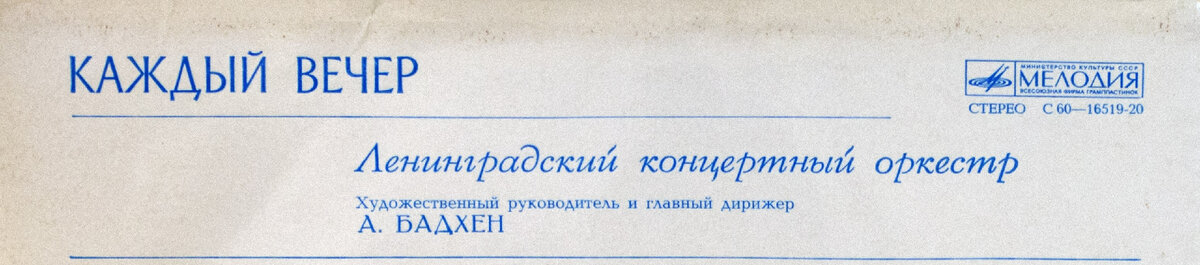 КАЖДЫЙ ВЕЧЕР
МИНИСТЕРСТВО КУЛЬТУРЫ СССР
МЕЛОДИЯ
ВСЕСОЮЗНАЯ ФИРМА ГРАМПЛАСТИНОК
СТЕРЕО С 60—16519-20
Ленинградский концертный оркестр
Художественный руководитель и главный дирижер
А. БАДХЕН